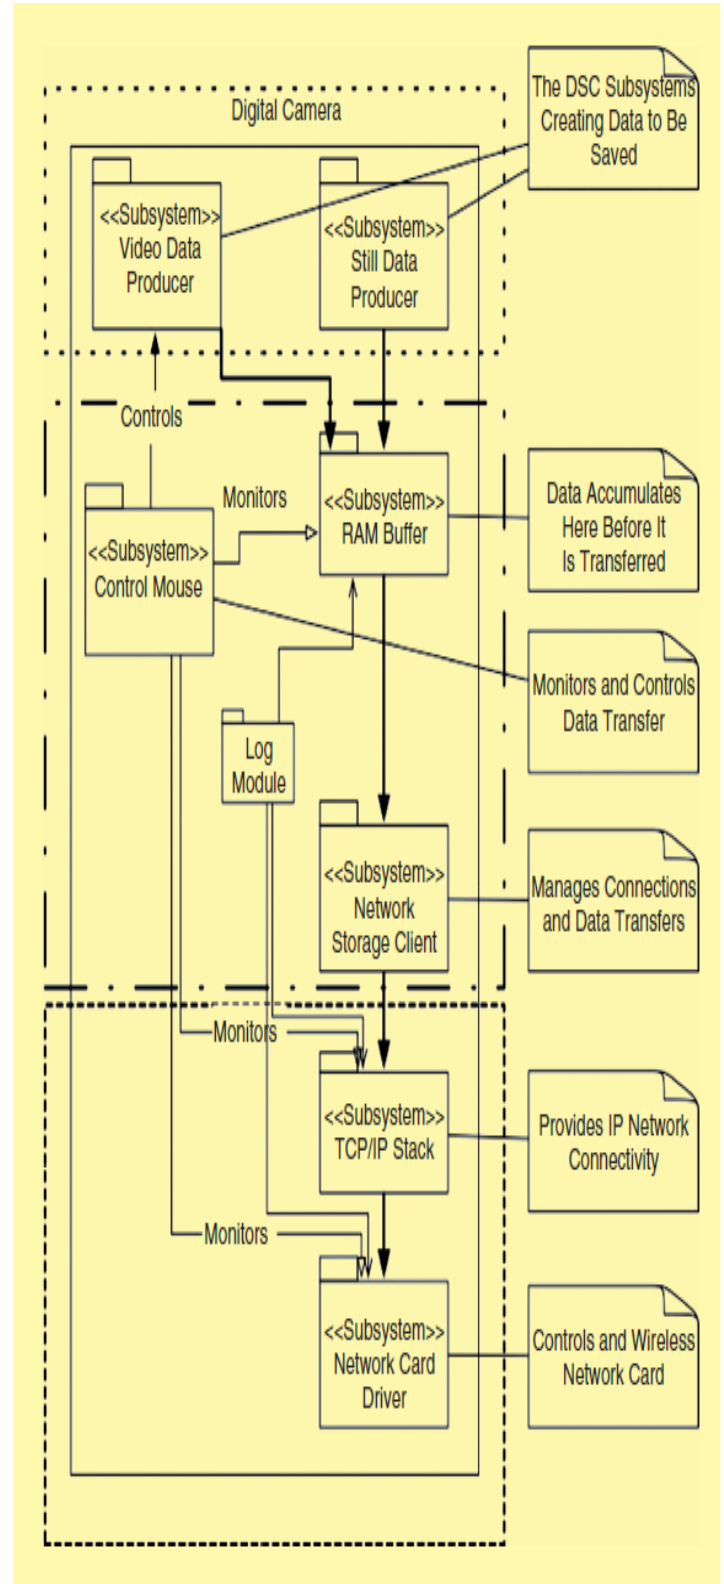 Digital Camera
The DSC Subsystems
Creating Data to Be
Saved
<<Subsystem>>
Video Data
Producer
<<Subsystem>>
Still Data
Producer
Controls
Monitors
<<Subsystem>>
RAM Buffer
Data Accumulates
Here Before It
Is Transferred
<<Subsystem>>
Control Mouse
Monitors and Controls
Data Transfer
Log
Module
<<Subsystem>>
Network
Storage Client
Manages Connections
and Data Transfers
Monitors
<<Subsystem>>
TCP/IP Stack
Provides IP Network
Connectivity
Monitors
<<Subsystem>>
Network Card
Driver
Controls and Wireless
Network Card